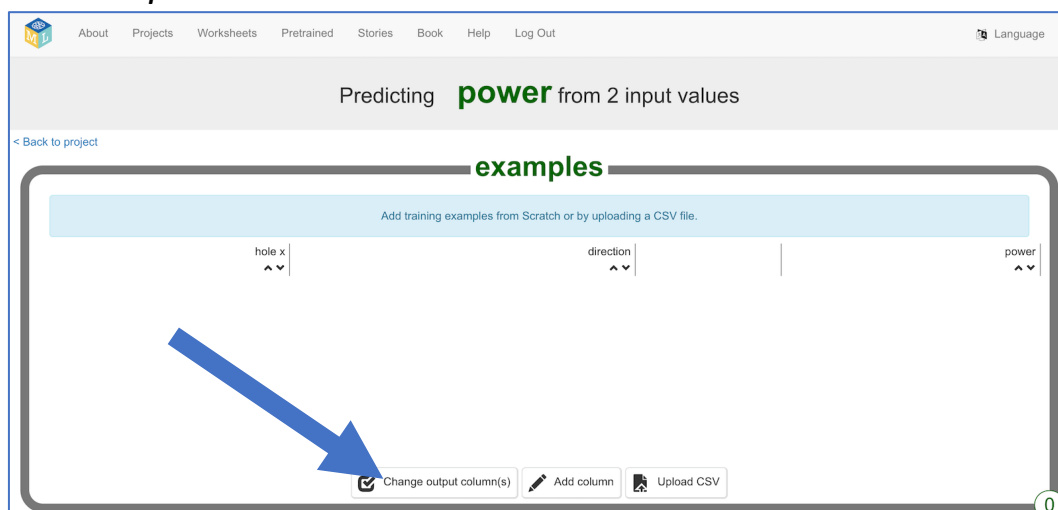 About Projects Worksheets Pretrained Stories Book Help Log Out Language
Predicting power from 2 input values
< Back to project
examples
Add training examples from Scratch or by uploading a CSV file.
hole x direction power
Change output column(s) Add column Upload CSV
0